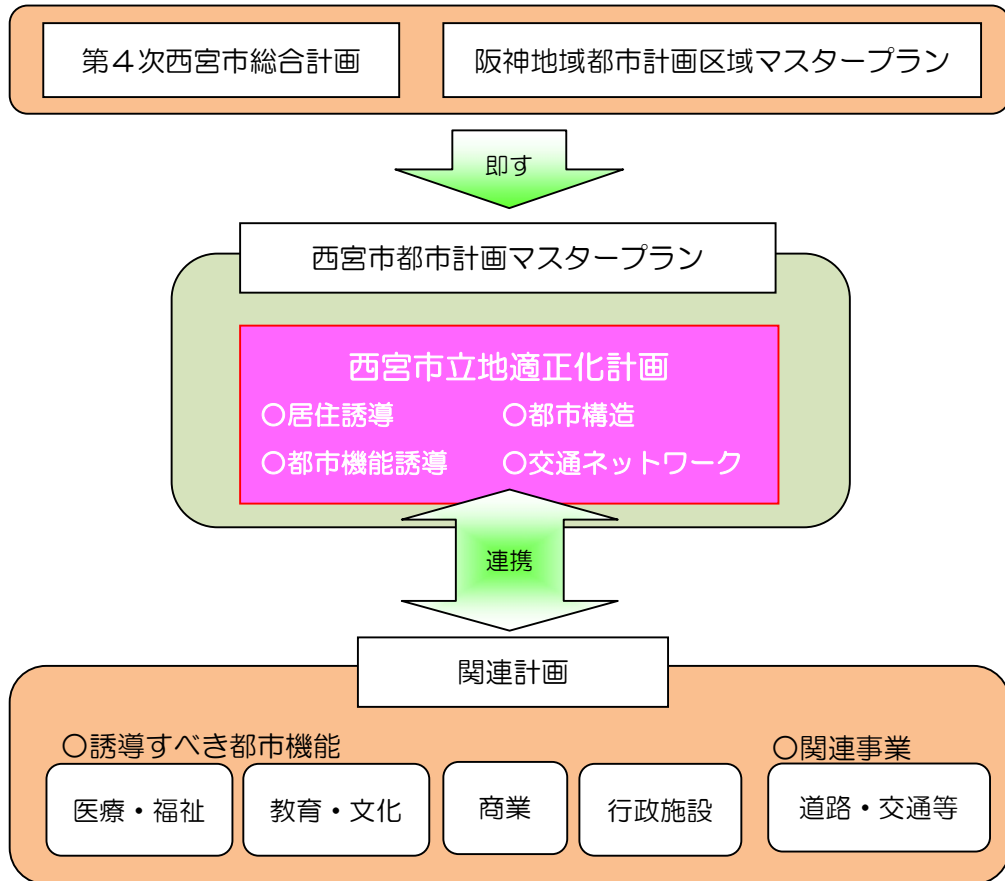 第４次西宮市総合計画
阪神地域都市計画区域マスタープラン
即す
西宮市都市計画マスタープラン
西宮市立地適正化計画
○居住誘導
○都市構造
○都市機能誘導
○交通ネットワーク
連携
関連計画
○誘導すべき都市機能
○関連事業
医療・福祉
教育・文化
商業
行政施設
道路・交通等